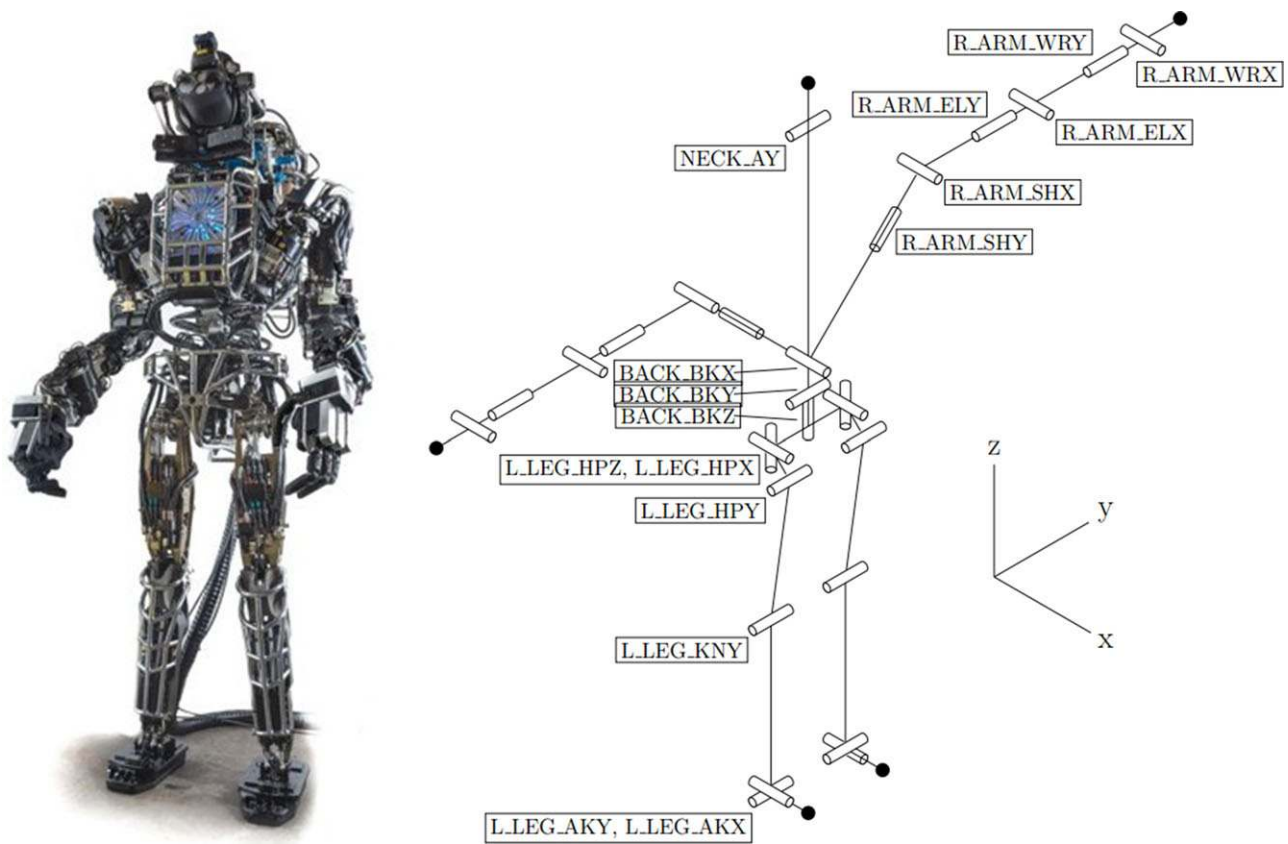 R_ARM_WRY
R_ARM_WRX
R_ARM_ELY
R_ARM_ELX
NECK_AY
R_ARM_SHX
R_ARM_SHY
BACK_BKX
BACK_BKY
BACK_BKZ
L_LEG_HPZ, L_LEG_HPX
L_LEG_HPY
z
y
x
L_LEG_KNY
L_LEG_AKY, L_LEG_AKX